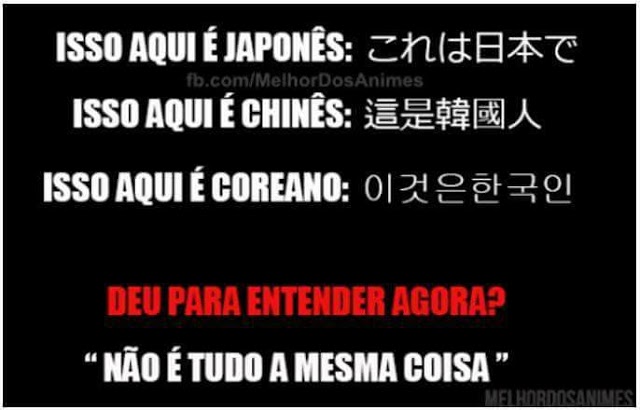 ISSO AQUI É JAPONÊS: これは日本で
fb.com/MelhorDosAnimes
ISSO AQUI É CHINÊS: 這是韓國人
ISSO AQUI É COREANO: 이것은한국인
DEU PARA ENTENDER AGORA?
“ NÃO É TUDO A MESMA COISA ”
MELHORDOSANIMES